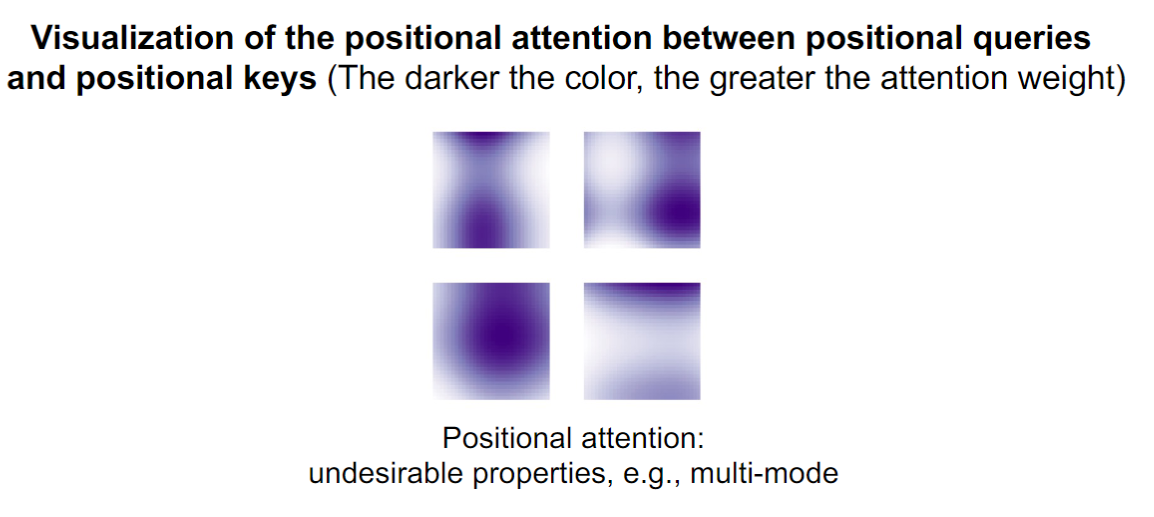 Visualization of the positional attention between positional queries
and positional keys (The darker the color, the greater the attention weight)
Positional attention:
undesirable properties, e.g., multi-mode